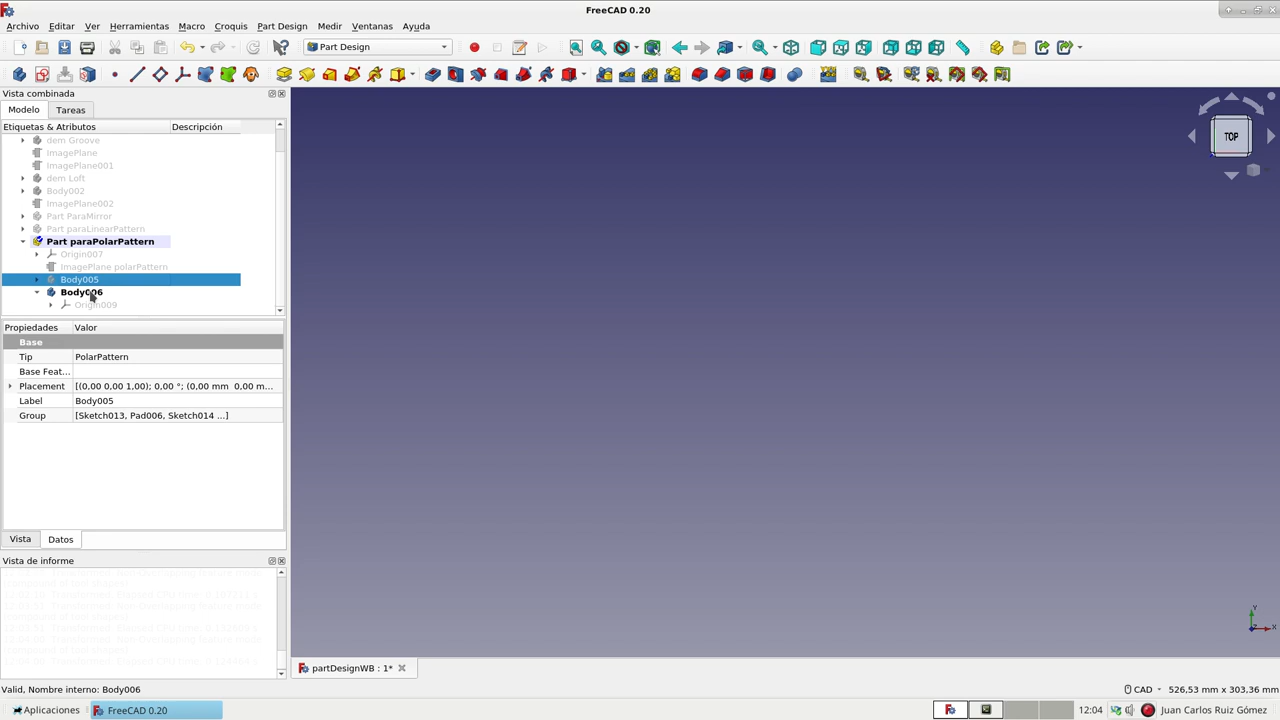 FreeCAD 0.20
Archivo Editar Ver Herramientas Macro Croquis Part Design Medir Ventanas Ayuda
Part Design
Vista combinada
Modelo Tareas
Etiquetas & Atributos Descripción
dem Groove
ImagePlane
ImagePlane001
dem Loft
Body002
ImagePlane002
Part ParaMirror
Part paraLinearPattern
Part paraPolarPattern
Origin007
ImagePlane polarPattern
Body005
Body006
Origin009
TOP
Propiedades Valor
Base
Tip PolarPattern
Base Feat...
Placement [(0,00 0,00 1,00); 0,00 °; (0,00 mm 0,00 m...
Label Body005
Group [Sketch013, Pad006, Sketch014 ...]
Vista Datos
Vista de informe
Y
X
partDesignWB : 1*
Valid, Nombre interno: Body006
CAD 526,53 mm x 303,36 mm
Aplicaciones FreeCAD 0.20 12:04 Juan Carlos Ruiz Gómez